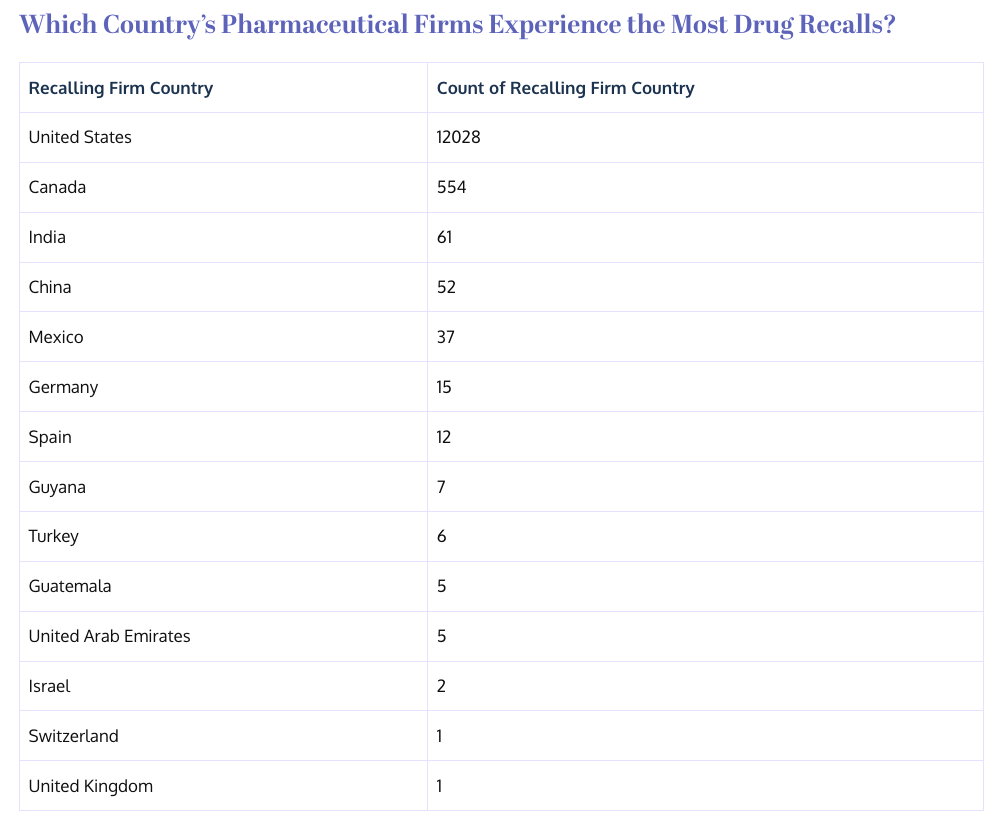 Which Country’s Pharmaceutical Firms Experience the Most Drug Recalls?
Recalling Firm Country Count of Recalling Firm Country
United States 12028
Canada 554
India 61
China 52
Mexico 37
Germany 15
Spain 12
Guyana 7
Turkey 6
Guatemala 5
United Arab Emirates 5
Israel 2
Switzerland 1
United Kingdom 1